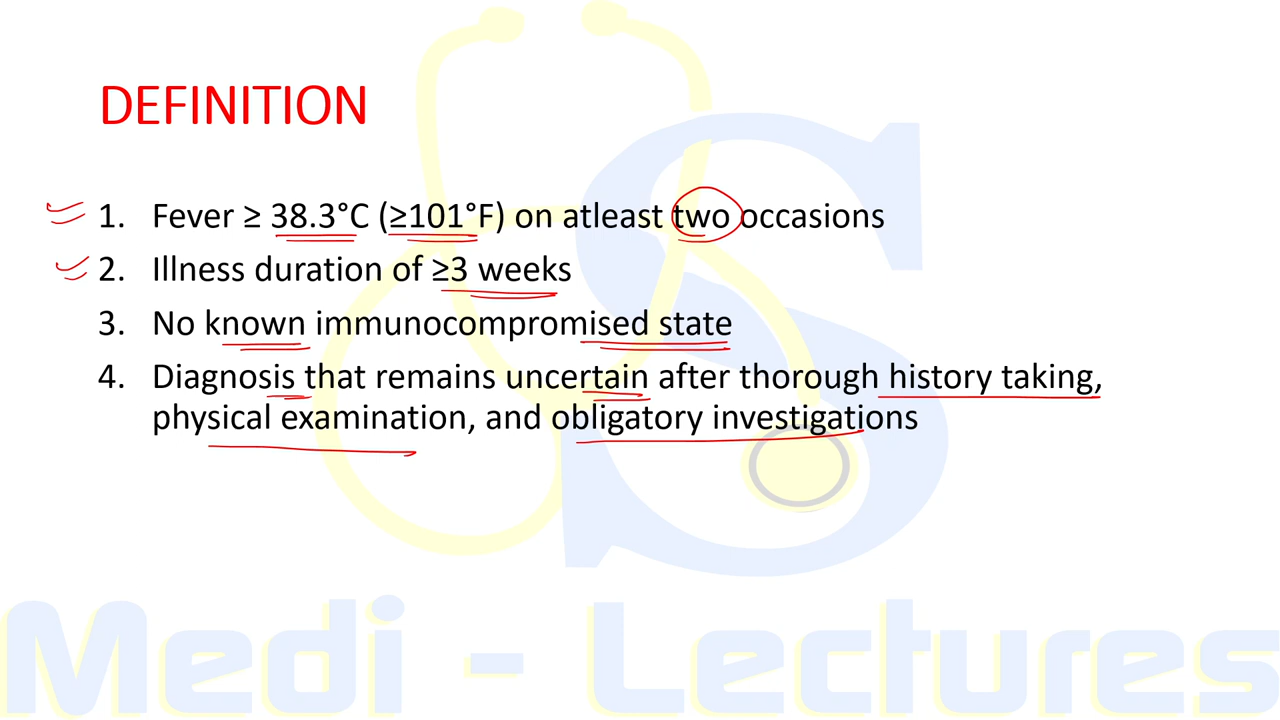 DEFINITION
1. Fever ≥ 38.3°C (≥101°F) on atleast two occasions
2. Illness duration of ≥3 weeks
3. No known immunocompromised state
4. Diagnosis that remains uncertain after thorough history taking,
physical examination, and obligatory investigations
S
Medi - Lectures